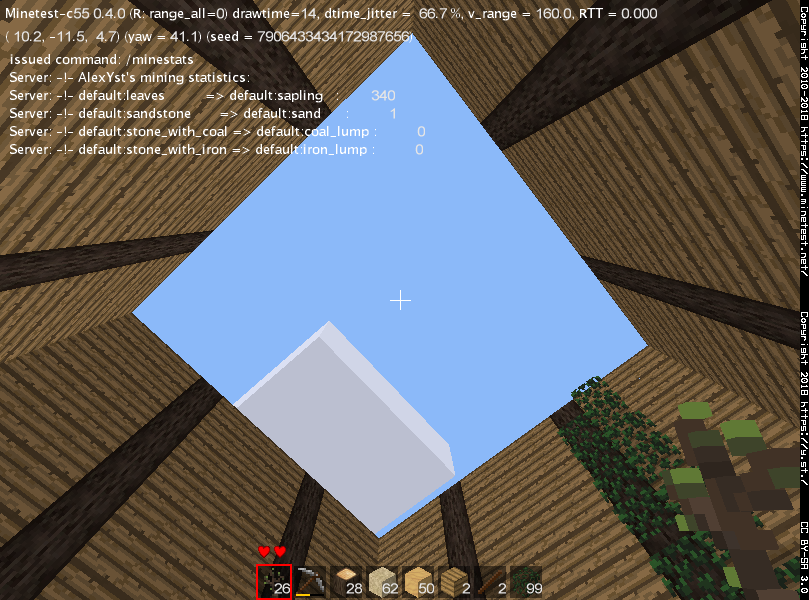 Minetest-c55 0.4.0 (R: range_all=0) drawtime=14, dtime_jitter = 66.7 %, v_range = 160.0, RTT = 0.000
( 10.2, -11.5, 4.7) (yaw = 41.1) (seed = 7906433434172987656)
issued command: /minestats
Server: -!- AlexYst's mining statistics:
Server: -!- default:leaves => default:sapling : 340
Server: -!- default:sandstone => default:sand : 1
Server: -!- default:stone_with_coal => default:coal_lump : 0
Server: -!- default:stone_with_iron => default:iron_lump : 0
26 28 62 50 2 2 99
Copyright 2010-2018 https://www.minetest.net/ Copyright 2018 https://y.st./ CC BY-SA 3.0